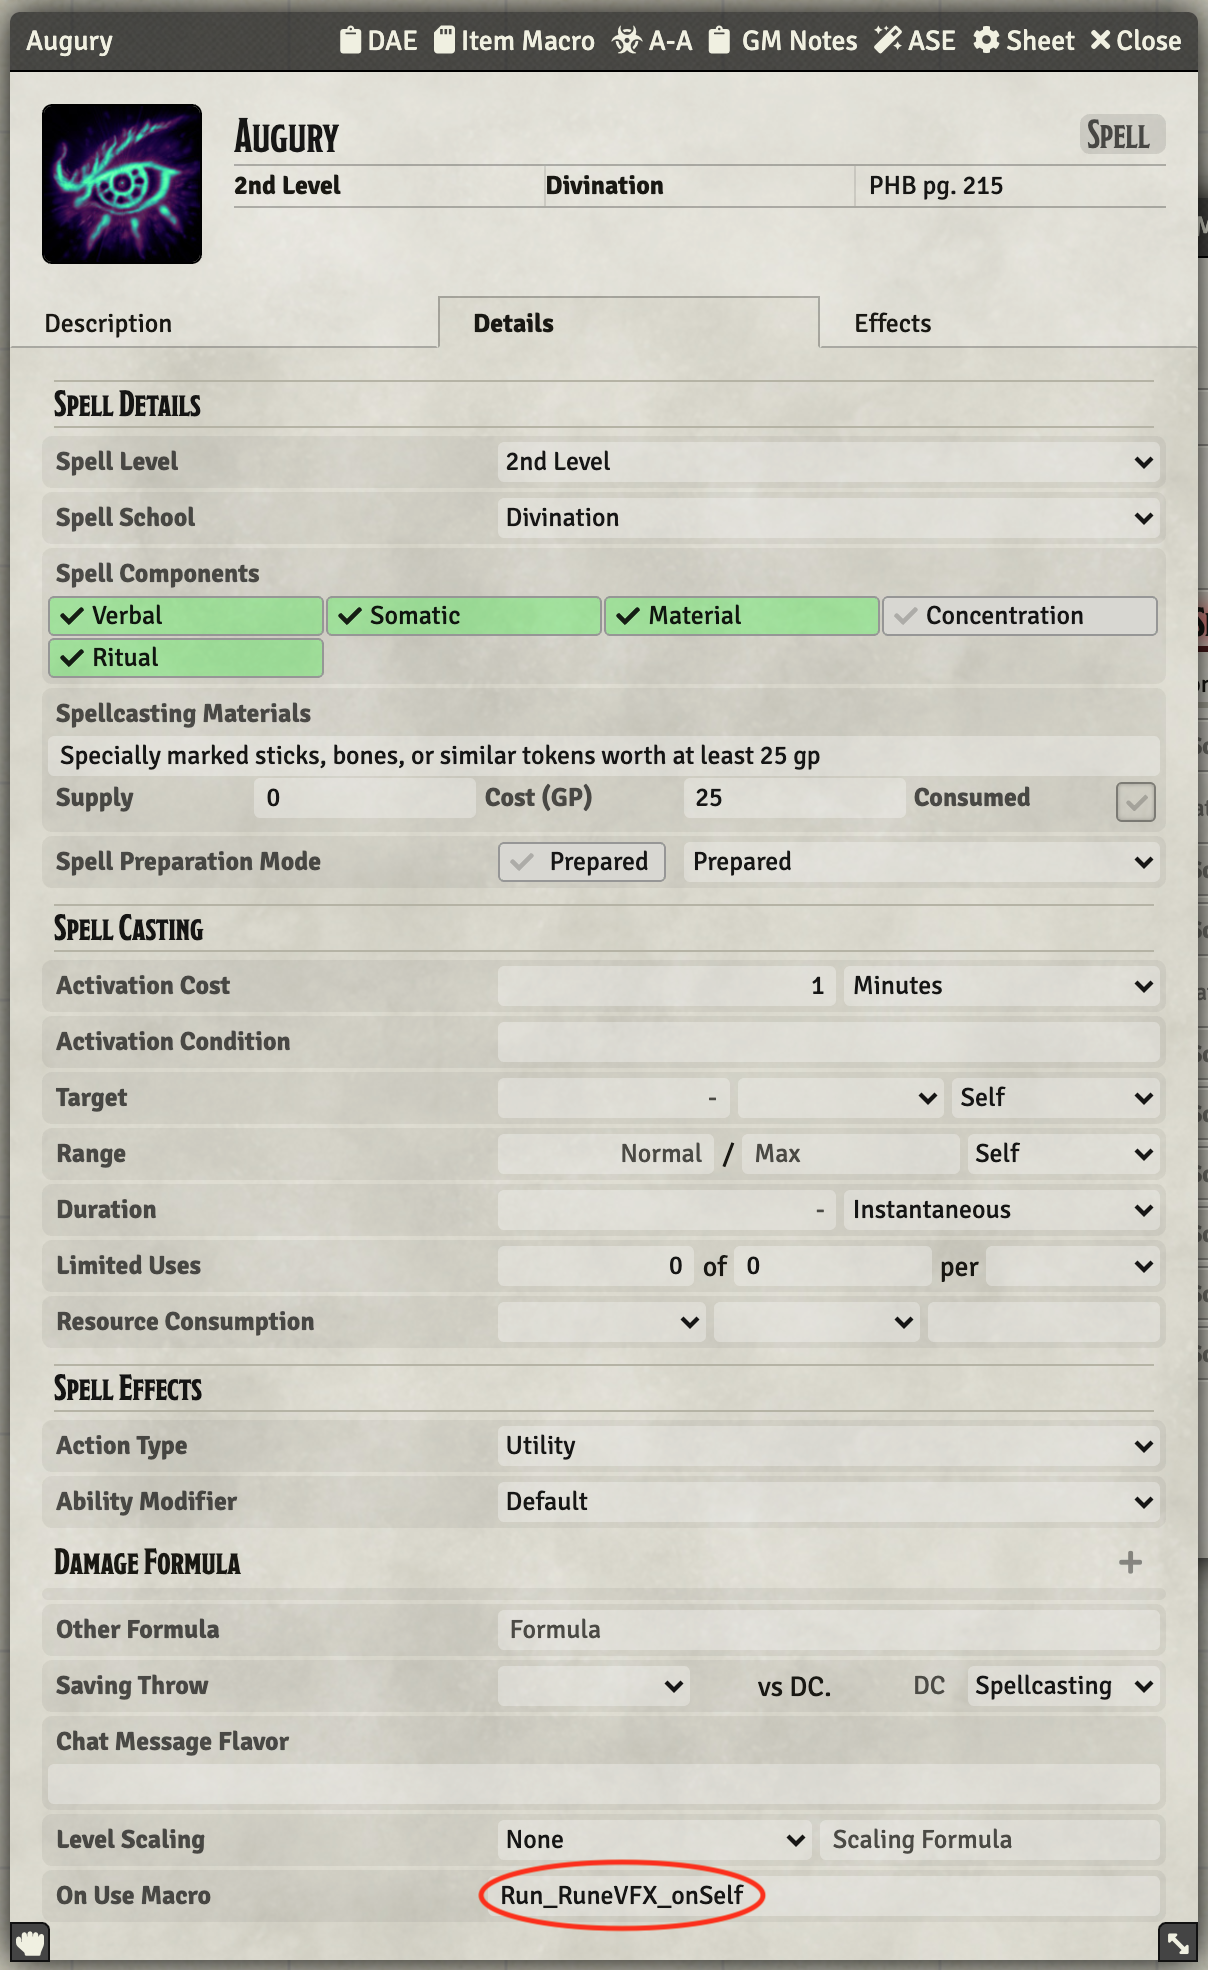 Augury DAE Item Macro A-A GM Notes ASE Sheet Close
Augury Spell
2nd Level Divination PHB pg. 215
Description Details Effects
Spell Details
Spell Level 2nd Level
Spell School Divination
Spell Components
Verbal Somatic Material Concentration
Ritual
Spellcasting Materials
Specially marked sticks, bones, or similar tokens worth at least 25 gp
Supply 0 Cost (GP) 25 Consumed
Spell Preparation Mode Prepared Prepared
Spell Casting
Activation Cost 1 Minutes
Activation Condition
Target - Self
Range Normal / Max Self
Duration - Instantaneous
Limited Uses 0 of 0 per
Resource Consumption
Spell Effects
Action Type Utility
Ability Modifier Default
Damage Formula
Other Formula Formula
Saving Throw vs DC. DC Spellcasting
Chat Message Flavor
Level Scaling None Scaling Formula
On Use Macro Run_RuneVFX_onSelf